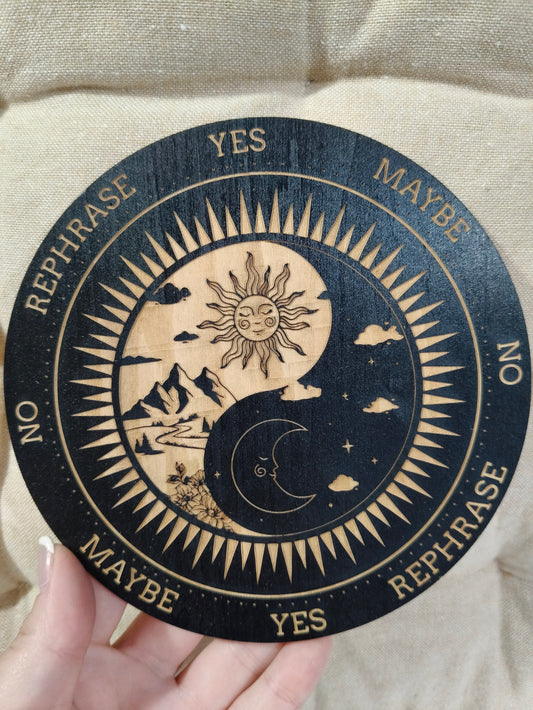 YES
MAYBE
NO
REPHRASE
YES
MAYBE
NO
REPHRASE